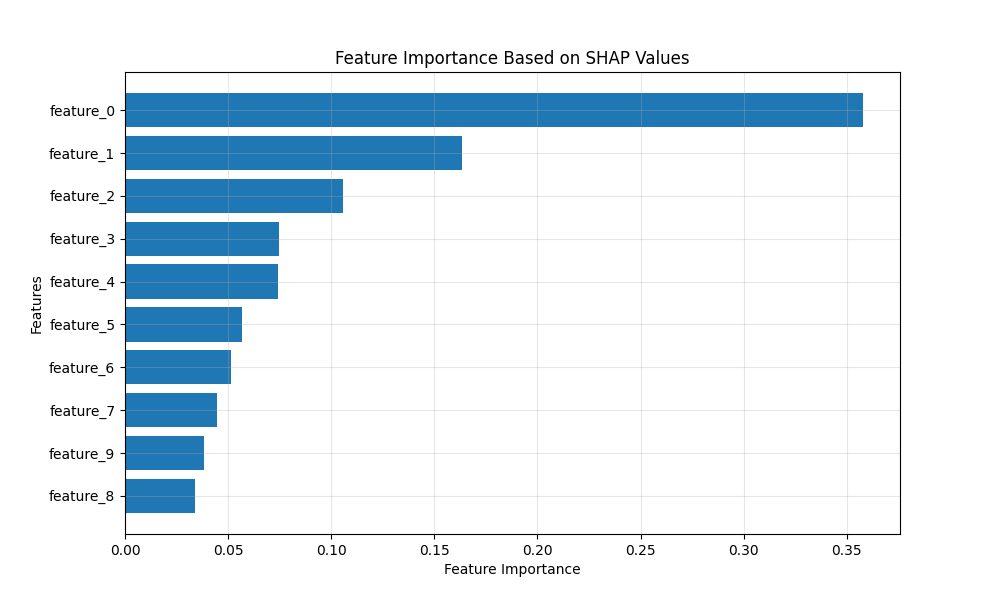 Feature Importance Based on SHAP Values
feature_0
feature_1
feature_2
feature_3
feature_4
feature_5
feature_6
feature_7
feature_9
feature_8
Features
0.00 0.05 0.10 0.15 0.20 0.25 0.30 0.35
Feature Importance